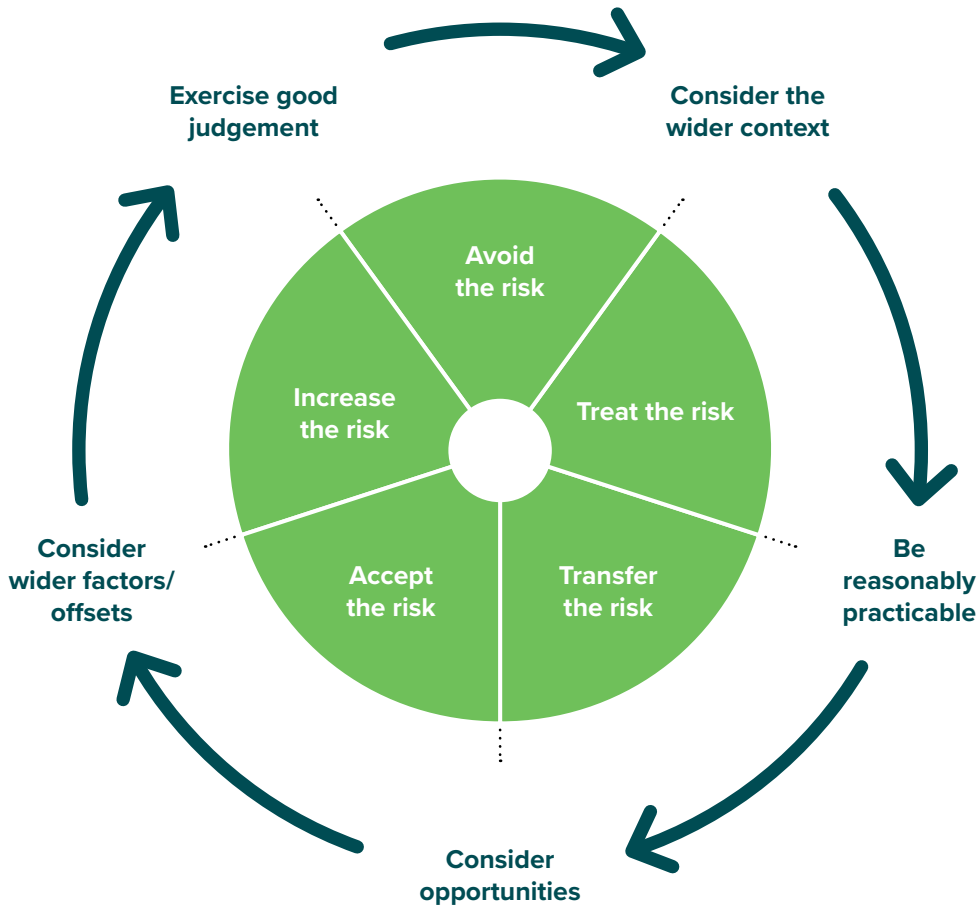 Exercise good
judgement
Consider the
wider context
Avoid
the risk
Increase
the risk
Treat the risk
Consider
wider factors/
offsets
Accept
the risk
Transfer
the risk
Be
reasonably
practicable
Consider
opportunities